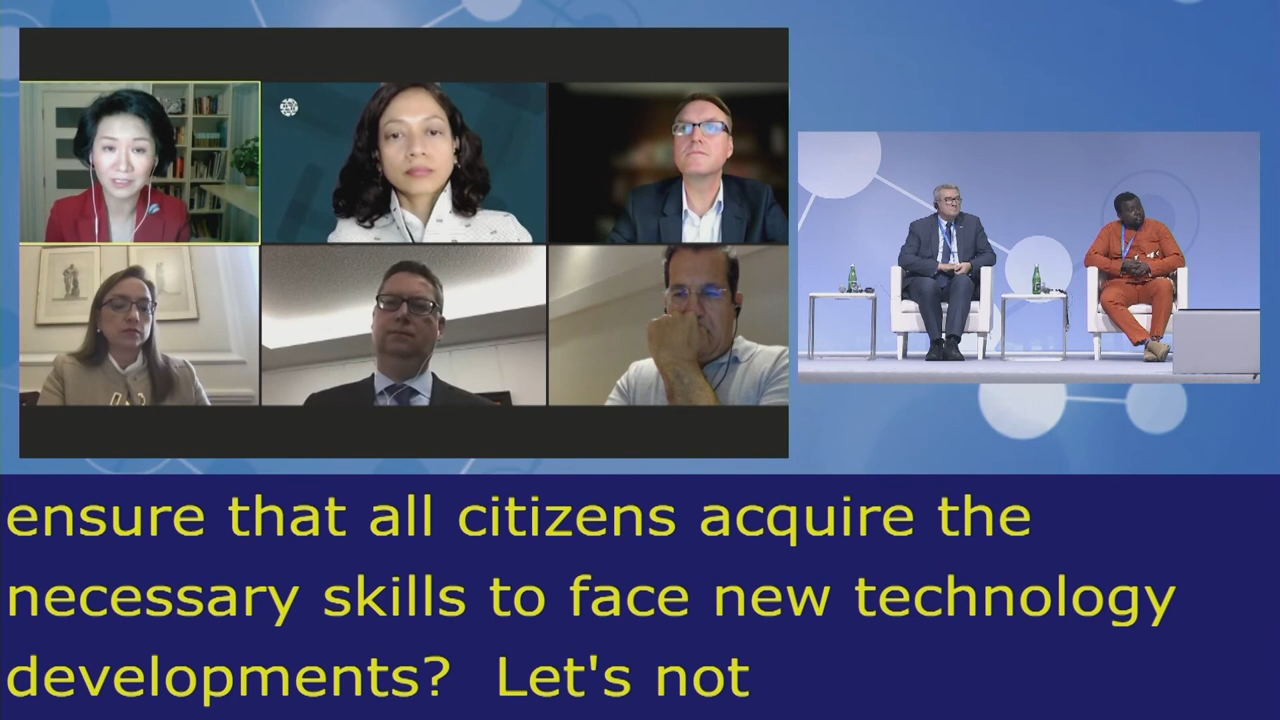 ensure that all citizens acquire the
necessary skills to face new technology
developments?  Let's not